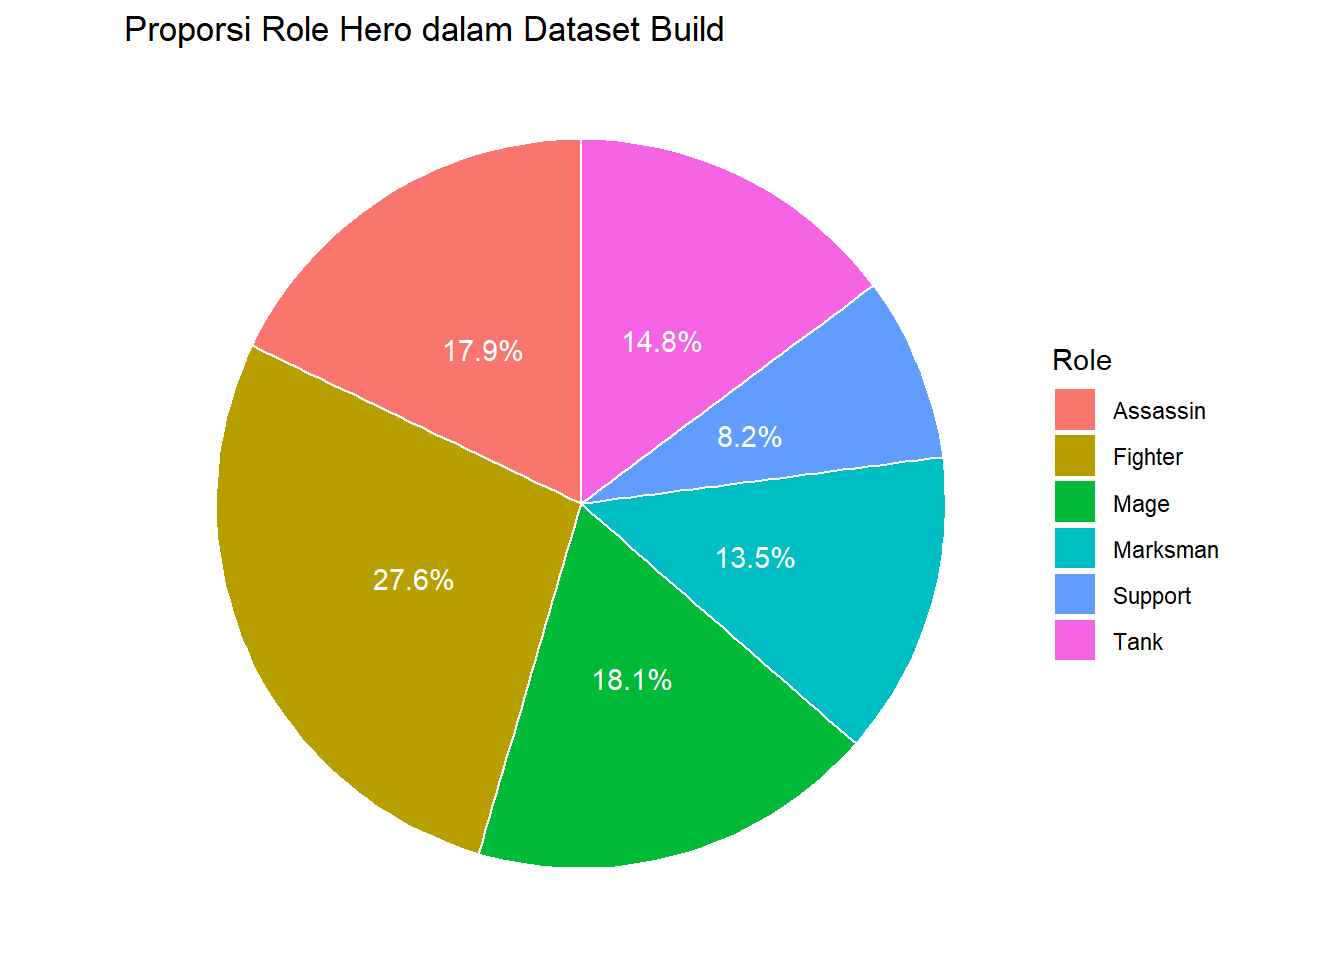 Proporsi Role Hero dalam Dataset Build
17.9%
14.8%
8.2%
13.5%
27.6%
18.1%
Role
Assassin
Fighter
Mage
Marksman
Support
Tank